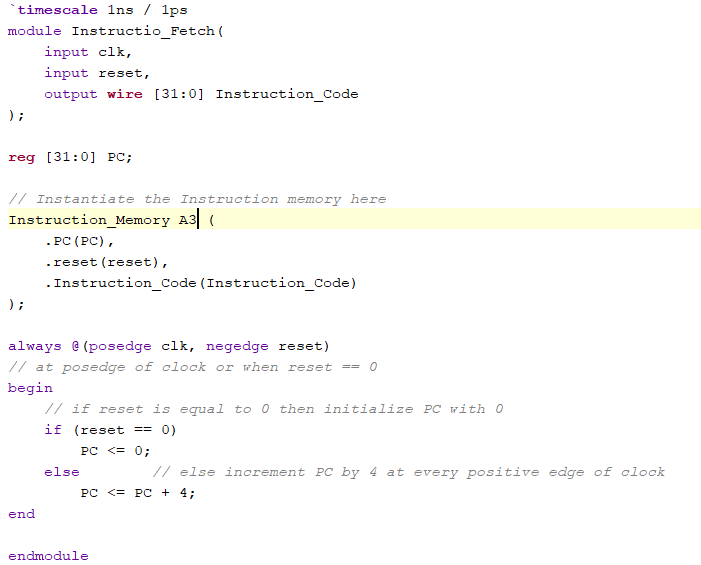 `timescale 1ns / 1ps
module Instructio_Fetch(
    input clk,
    input reset,
    output wire [31:0] Instruction_Code
);
reg [31:0] PC;
// Instantiate the Instruction memory here
Instruction_Memory A3 (
    .PC(PC),
    .reset(reset),
    .Instruction_Code(Instruction_Code)
);
always @(posedge clk, negedge reset)
// at posedge of clock or when reset == 0
begin
    // if reset is equal to 0 then initialize PC with 0
    if (reset == 0)
        PC <= 0;
    else        // else increment PC by 4 at every positive edge of clock
        PC <= PC + 4;
end
endmodule